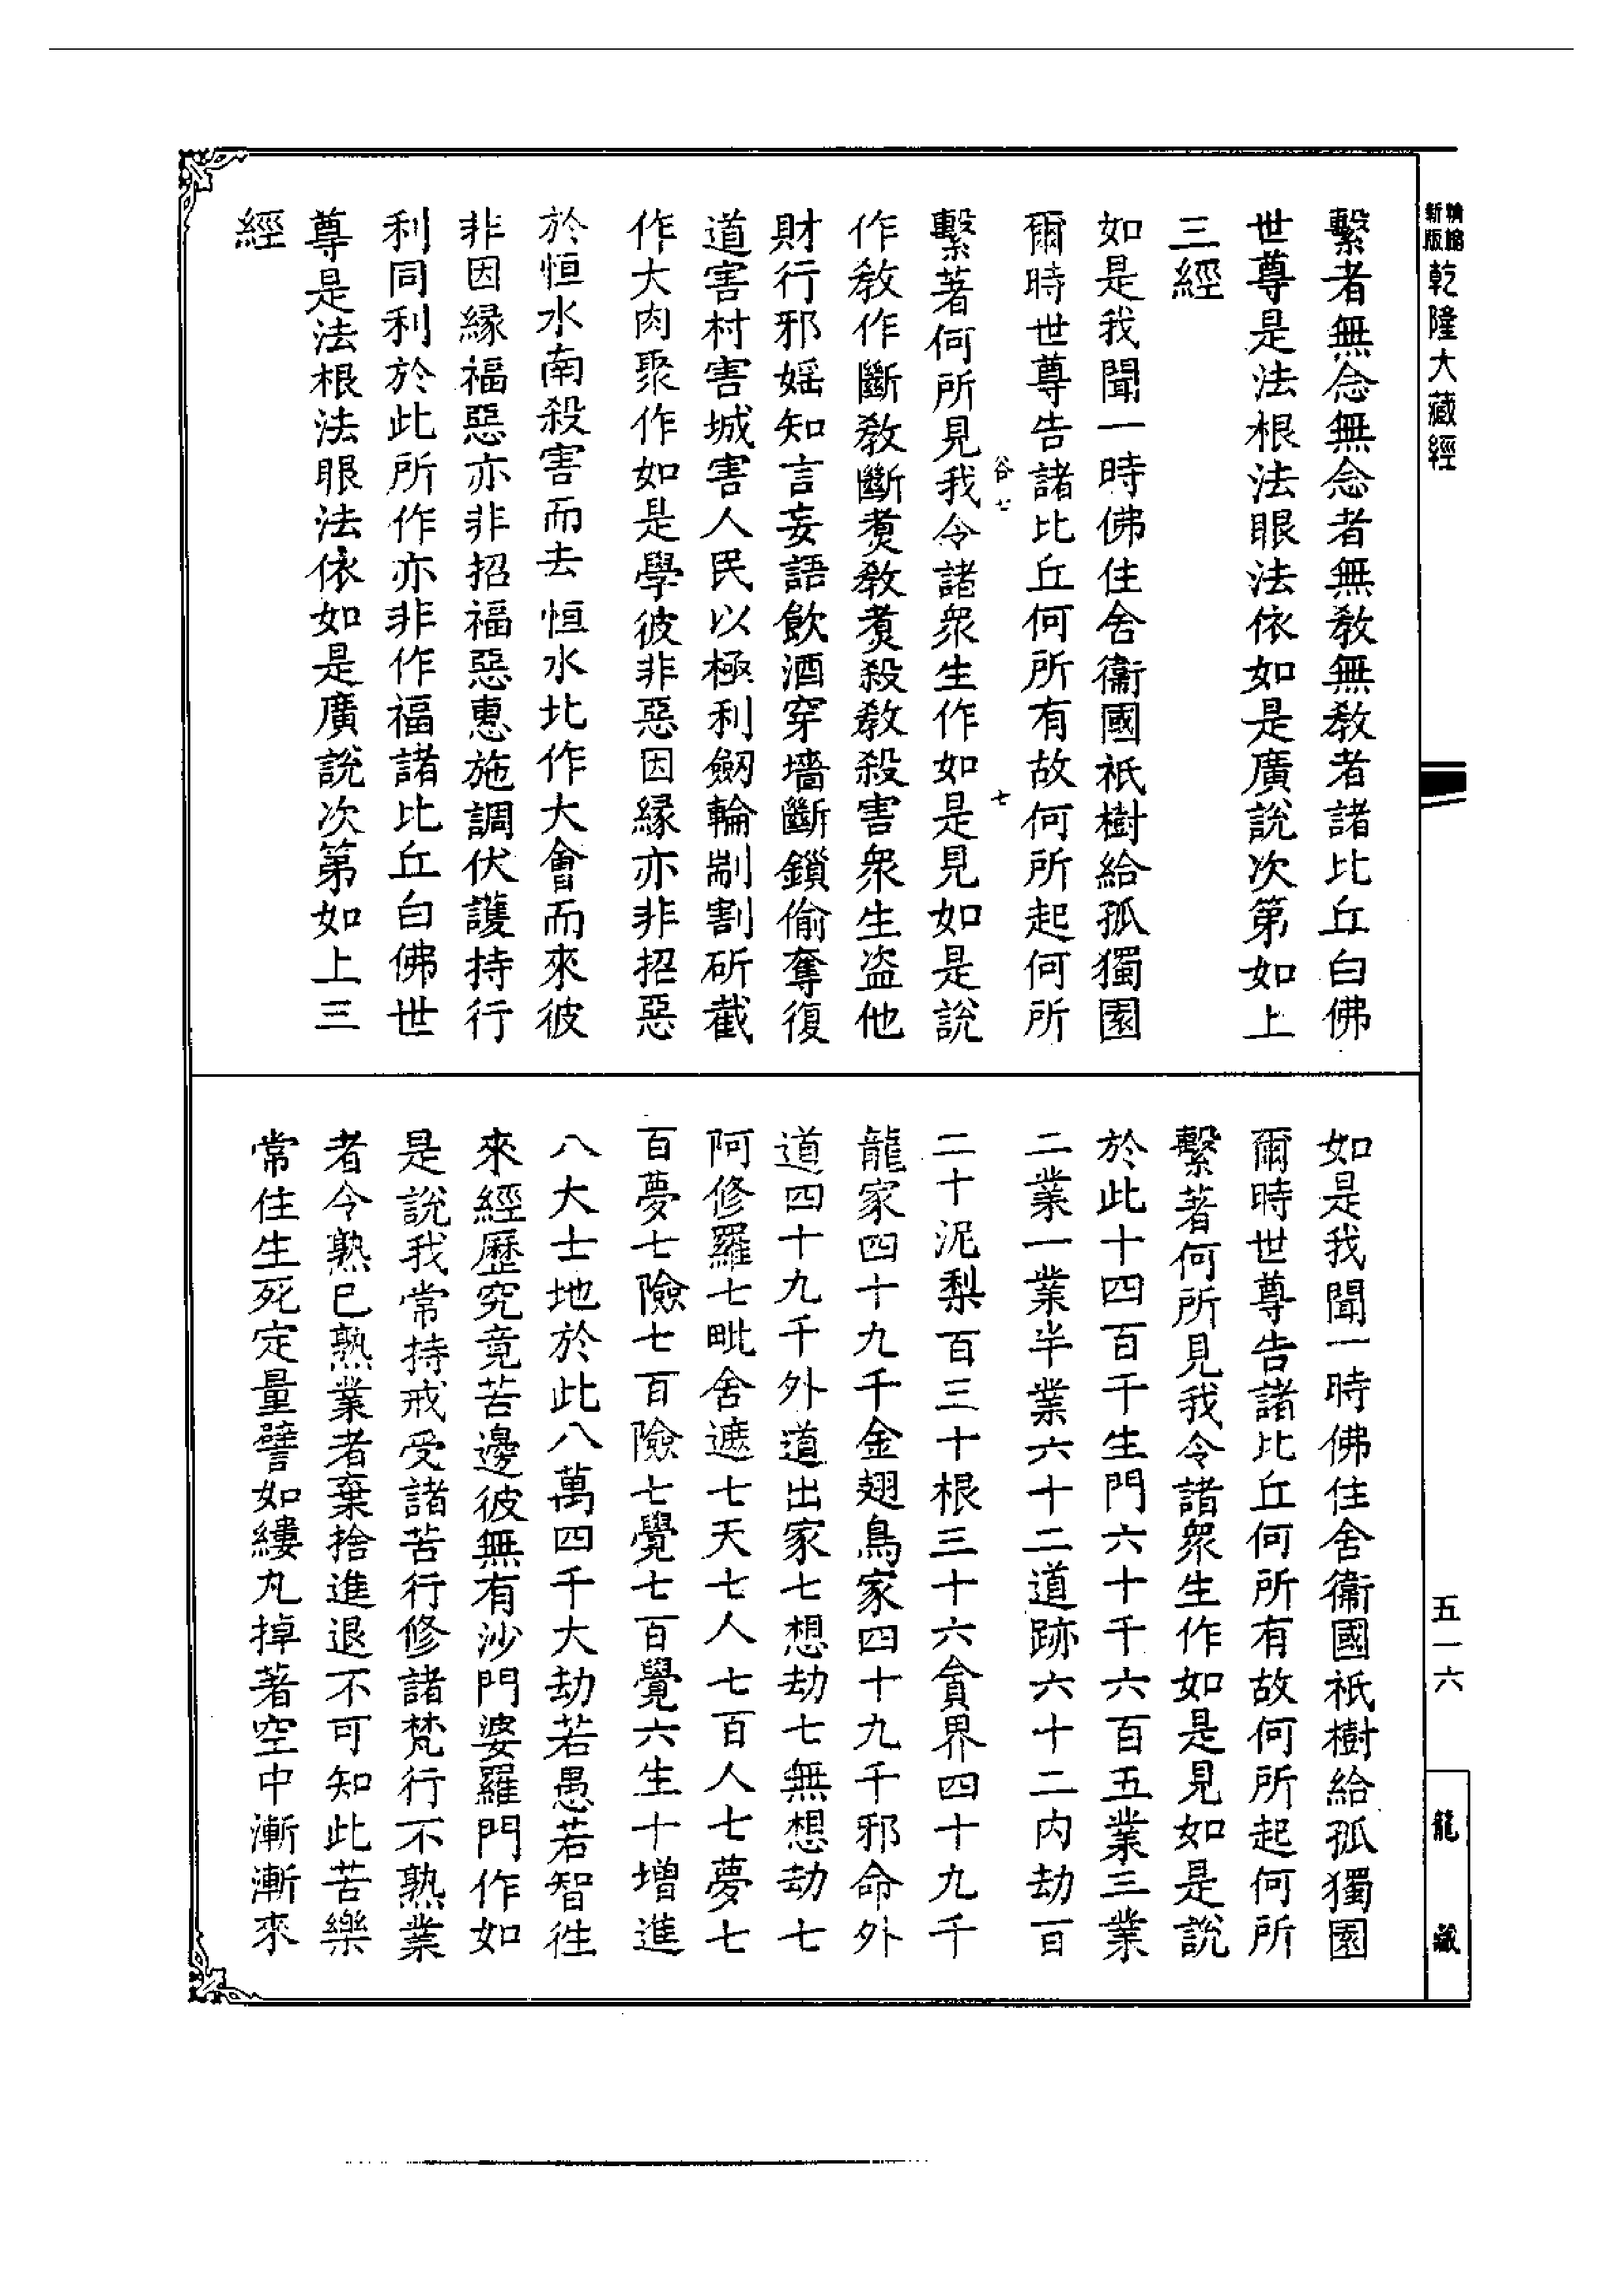 精縮
新版
乾隆大藏經
繫者無念無念者無教無教者諸比丘白佛
世尊是法根法眼法依如是廣說次第如上
三經
如是我聞一時佛住舍衞國祇樹給孤獨園
爾時世尊告諸比丘何所有故何所起何所
谷七
七
繫著何所見我令諸衆生作如是見如是說
作教作斷教斷煑教煑殺教殺害衆生盜他
財行邪婬知言妄語飲酒穿墻斷鎖偷奪復
道害村害城害人民以極利劒輪剬割斫截
作大肉聚作如是學彼非惡因緣亦非招惡
於恒水南殺害而去恒水北作大會而來彼
非因緣福惡亦非招福惡惠施調伏護持行
利同利於此所作亦非作福諸比丘白佛世
尊是法根法眼法依如是廣說次第如上三
經
如是我聞一時佛住舍衞國祇樹給孤獨園
爾時世尊告諸比丘何所有故何所起何所
繫著何所見我令諸衆生作如是見如是說
於此十四百千生門六十千六百五業三業
二業一業半業六十二道跡六十二内劫百
二十泥梨百三十根三十六貪界四十九千
龍家四十九千金翅鳥家四十九千邪命外
道四十九千外道出家七想劫七無想劫七
阿修羅七毗舍遮七天七人七百人七夢七
百夢七險七百險七覺七百覺六生十增進
八大士地於此八萬四千大劫若愚若智徃
來經歷究竟苦邊彼無有沙門婆羅門作如
是說我常持戒受諸苦行修諸梵行不熟業
者令熟已熟業者棄捨進退不可知此苦樂
常住生死定量譬如縷丸掉著空中漸漸來
五一六
龍藏